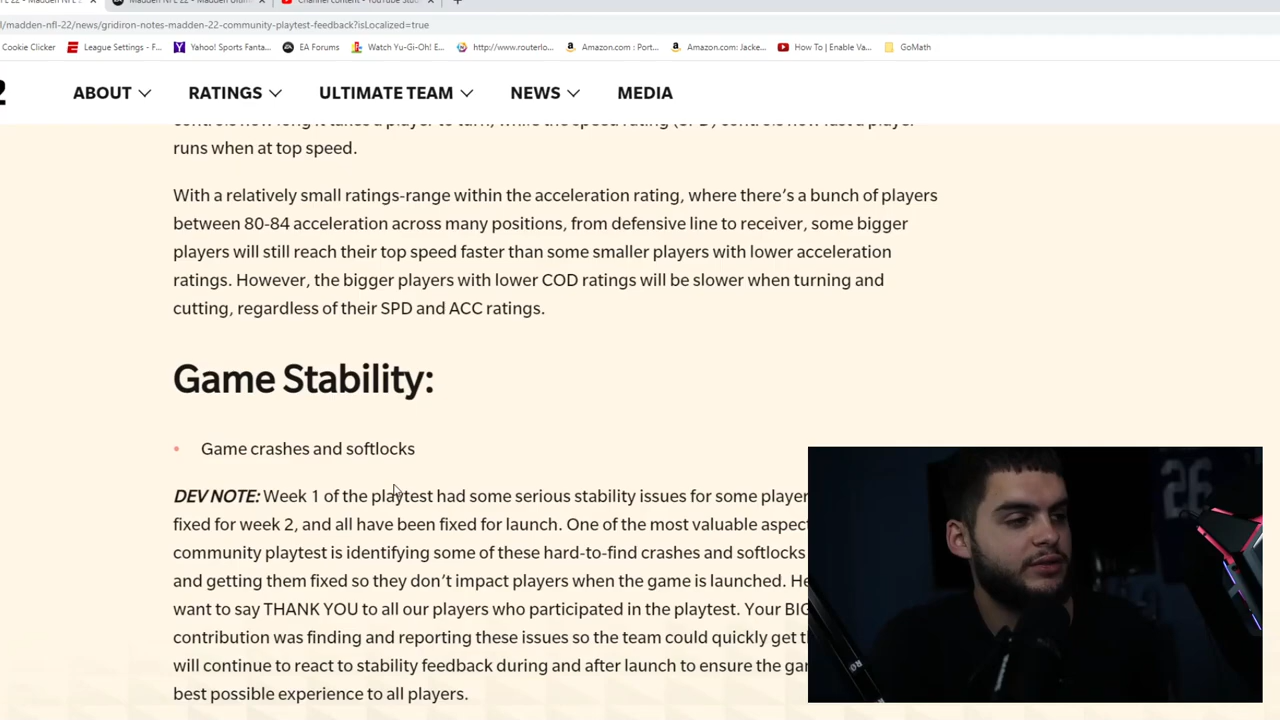 NFL 22 - Madden NFL 22 - Madden Ul Channel content - YouTube Stu
l/madden-nfl-22/news/gridiron-notes-madden-22-community-playtest-feedback?isLocalized=true
Cookie Clicker League Settings - F... Yahoo! Sports Fanta... EA Forums Watch Yu-Gi-Oh! E... http://www.routerlo... Amazon.com : Port... Amazon.com: Jacke... How To | Enable Va... GoMath
2 ABOUT RATINGS ULTIMATE TEAM NEWS MEDIA
controls how long it takes a player to turn, while the speed rating (SPD) controls how fast a player
runs when at top speed.
With a relatively small ratings-range within the acceleration rating, where there's a bunch of players
between 80-84 acceleration across many positions, from defensive line to receiver, some bigger
players will still reach their top speed faster than some smaller players with lower acceleration
ratings. However, the bigger players with lower COD ratings will be slower when turning and
cutting, regardless of their SPD and ACC ratings.
Game Stability:
• Game crashes and softlocks
DEV NOTE: Week 1 of the playtest had some serious stability issues for some player
fixed for week 2, and all have been fixed for launch. One of the most valuable aspec
community playtest is identifying some of these hard-to-find crashes and softlocks
and getting them fixed so they don't impact players when the game is launched. He
want to say THANK YOU to all our players who participated in the playtest. Your BIG
contribution was finding and reporting these issues so the team could quickly get t
will continue to react to stability feedback during and after launch to ensure the ga
best possible experience to all players.
26